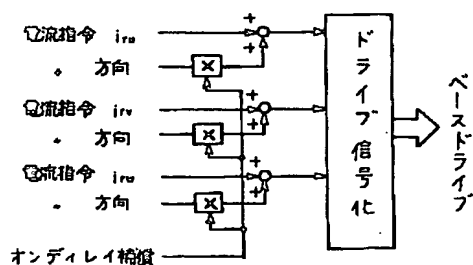 電流指令 iru
〃 方向
電流指令 irv
〃 方向
電流指令 irw
〃 方向
オンディレイ補償
ドライブ信号化
ベースドライブ